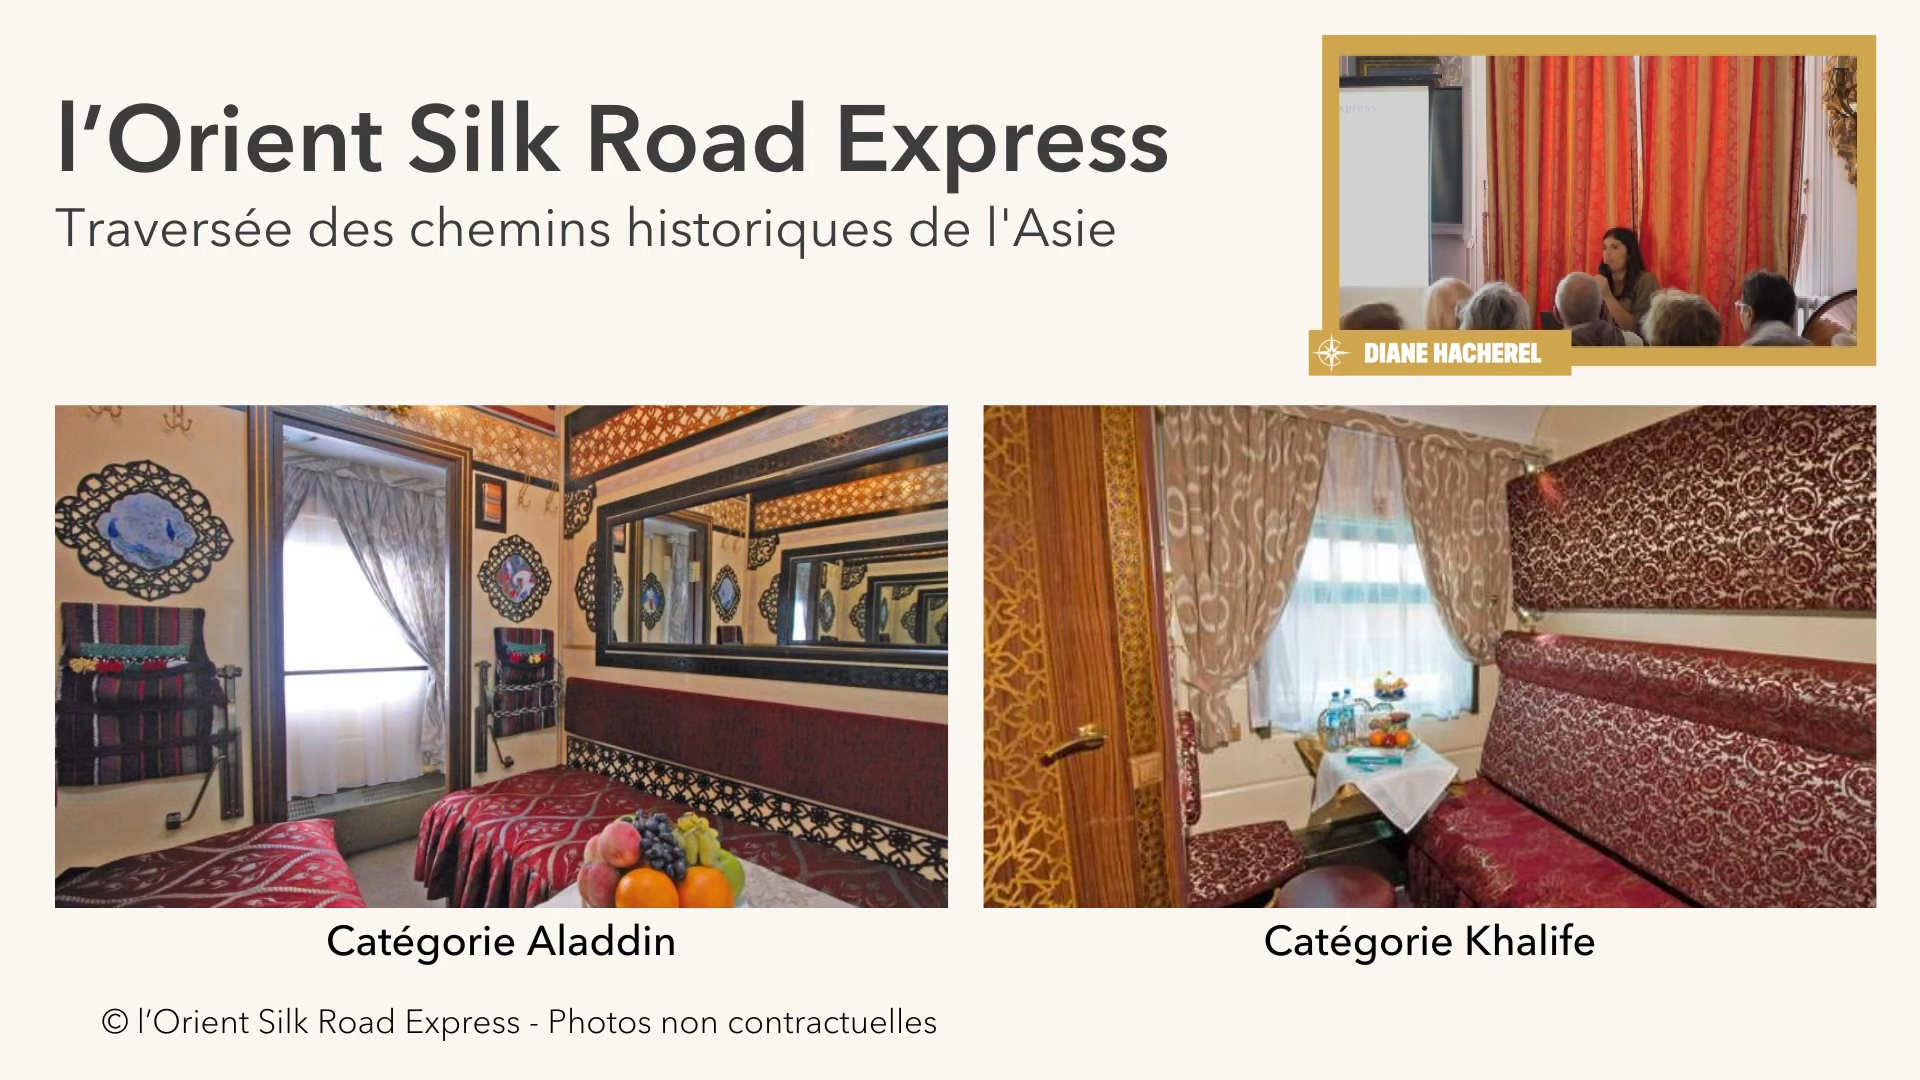 l’Orient Silk Road Express
Traversée des chemins historiques de l'Asie
xpress
DIANE HACHEREL
Catégorie Aladdin
Catégorie Khalife
© l’Orient Silk Road Express - Photos non contractuelles